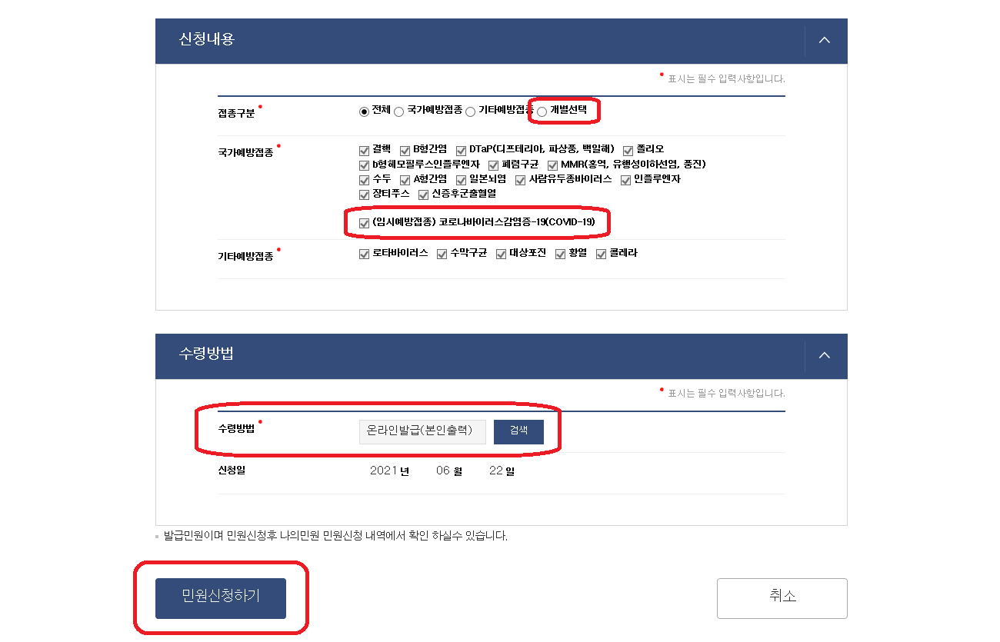 신청내용
* 표시는 필수 입력사항입니다.
접종구분 * 전체 국가예방접종 기타예방접종 개별선택
국가예방접종 * 결핵 B형간염 DTaP(디프테리아, 파상풍, 백일해) 폴리오
b형헤모필루스인플루엔자 폐렴구균 MMR(홍역, 유행성이하선염, 풍진)
수두 A형간염 일본뇌염 사람유두종바이러스 인플루엔자
장티푸스 신증후군출혈열
(임시예방접종) 코로나바이러스감염증-19(COVID-19)
기타예방접종 * 로타바이러스 수막구균 대상포진 황열 콜레라
수령방법
* 표시는 필수 입력사항입니다.
수령방법 * 온라인발급(본인출력) 검색
신청일 2021 년 06 월 22 일
발급민원이며 민원신청후 나의민원 민원신청 내역에서 확인 하실수 있습니다.
민원신청하기 취소